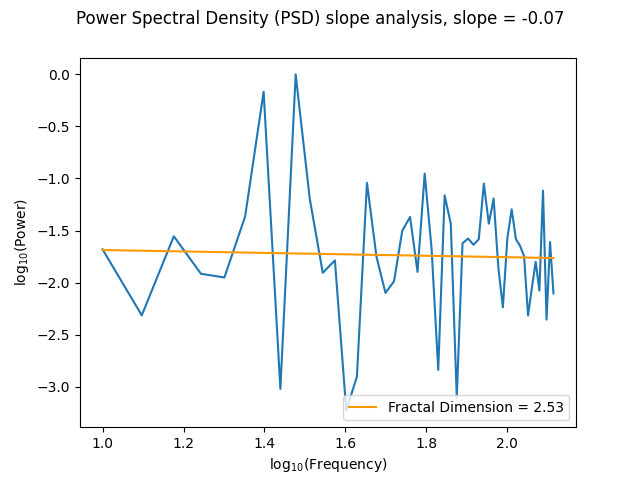 Power Spectral Density (PSD) slope analysis, slope = -0.07
0.0
−0.5
−1.0
−1.5
−2.0
−2.5
−3.0
log₁₀(Power)
Fractal Dimension = 2.53
1.0 1.2 1.4 1.6 1.8 2.0
log₁₀(Frequency)